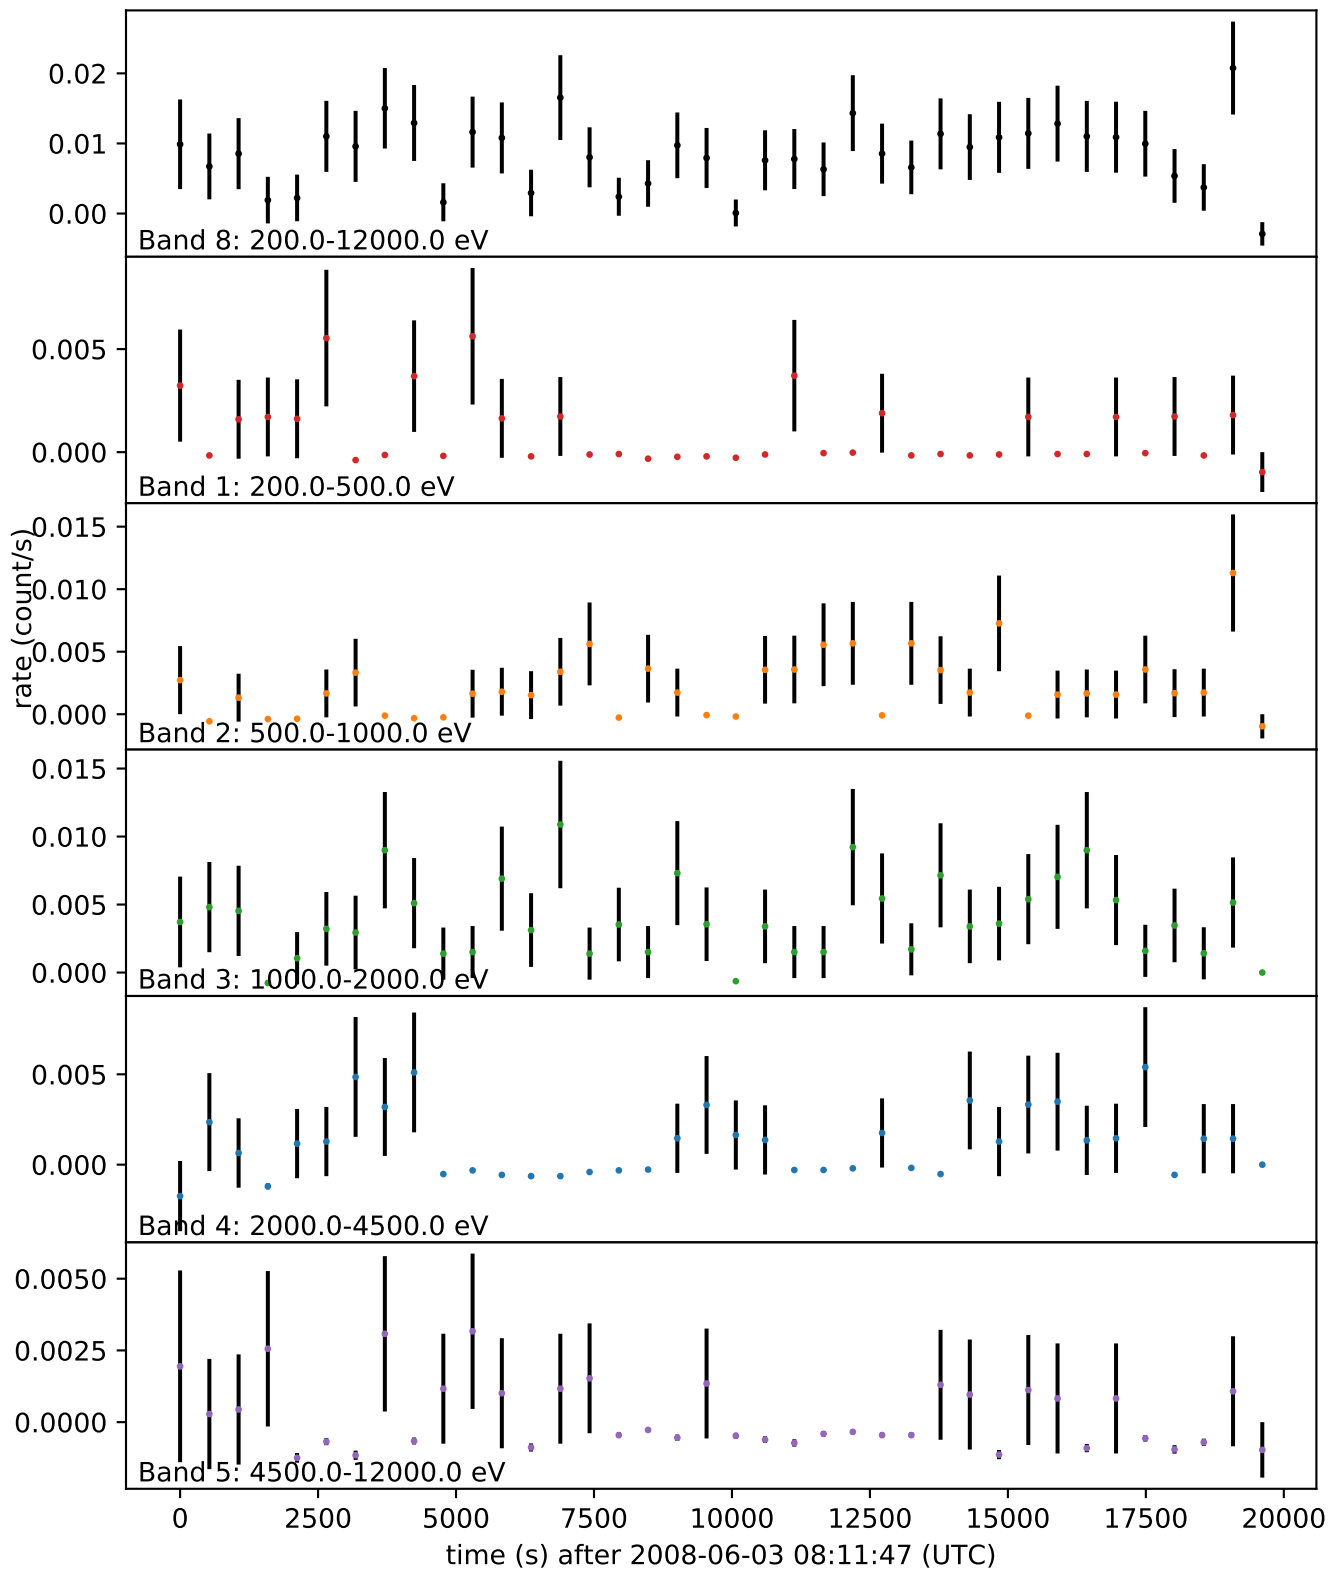 0.02
0.01
0.00
Band 8: 200.0-12000.0 eV
0.005
0.000
Band 1: 200.0-500.0 eV
rate (count/s)
0.015
0.010
0.005
0.000
Band 2: 500.0-1000.0 eV
0.015
0.010
0.005
0.000
Band 3: 1000.0-2000.0 eV
0.005
0.000
Band 4: 2000.0-4500.0 eV
0.0050
0.0025
0.0000
Band 5: 4500.0-12000.0 eV
0 2500 5000 7500 10000 12500 15000 17500 20000
time (s) after 2008-06-03 08:11:47 (UTC)